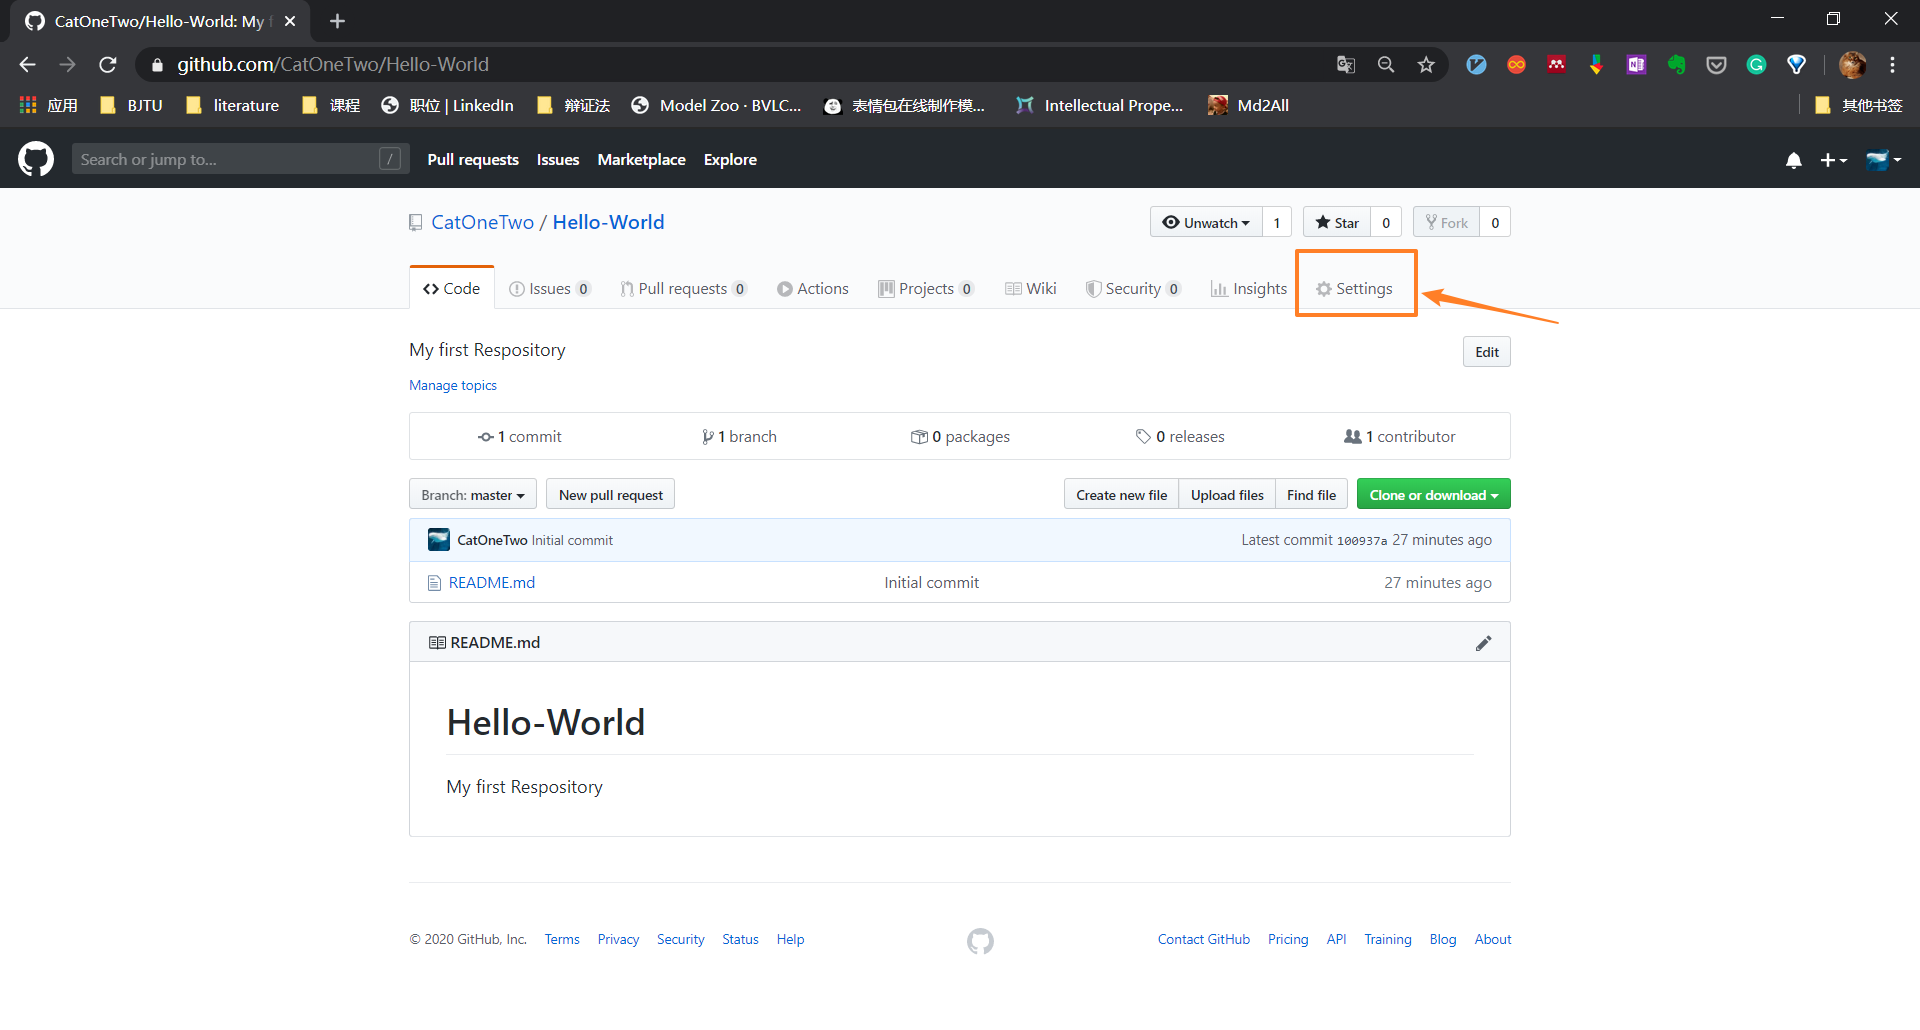 CatOneTwo/Hello-World: My f
github.com/CatOneTwo/Hello-World
应用 BJTU literature 课程 职位 | LinkedIn 辩证法 Model Zoo · BVLC... 表情包在线制作模... Intellectual Prope... Md2All 其他书签
Search or jump to... / Pull requests Issues Marketplace Explore
CatOneTwo / Hello-World Unwatch 1 Star 0 Fork 0
Code Issues 0 Pull requests 0 Actions Projects 0 Wiki Security 0 Insights Settings
My first Respository Edit
Manage topics
1 commit 1 branch 0 packages 0 releases 1 contributor
Branch: master New pull request Create new file Upload files Find file Clone or download
CatOneTwo Initial commit Latest commit 100937a 27 minutes ago
README.md Initial commit 27 minutes ago
README.md
Hello-World
My first Respository
© 2020 GitHub, Inc. Terms Privacy Security Status Help Contact GitHub Pricing API Training Blog About